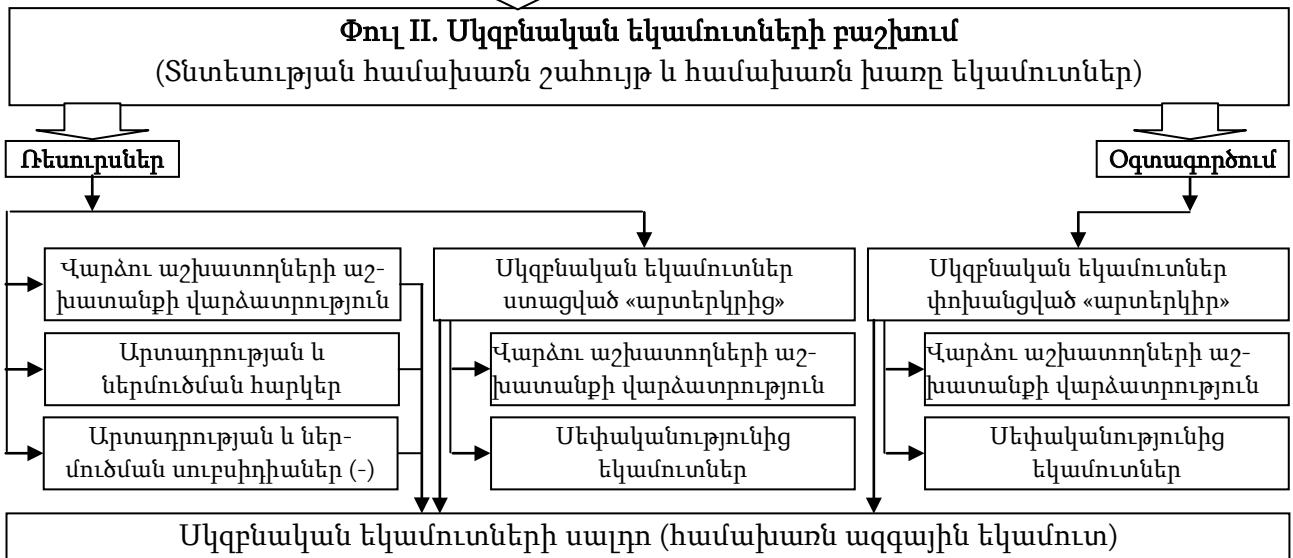 Փուլ II. Սկզբնական եկամուտների բաշխում
(Տնտեսության համախառն շահույթ և համախառն խառը եկամուտներ)
Ռեսուրսներ
Օգտագործում
Վարձու աշխատողների աշ-
խատանքի վարձատրություն
Սկզբնական եկամուտներ
ստացված «արտերկրից»
Սկզբնական եկամուտներ
փոխանցված «արտերկիր»
Արտադրության և
ներմուծման հարկեր
Վարձու աշխատողների աշ-
խատանքի վարձատրություն
Վարձու աշխատողների աշ-
խատանքի վարձատրություն
Արտադրության և ներ-
մուծման սուբսիդիաներ (-)
Սեփականությունից
եկամուտներ
Սեփականությունից
եկամուտներ
Սկզբնական եկամուտների սալդո (համախառն ազգային եկամուտ)